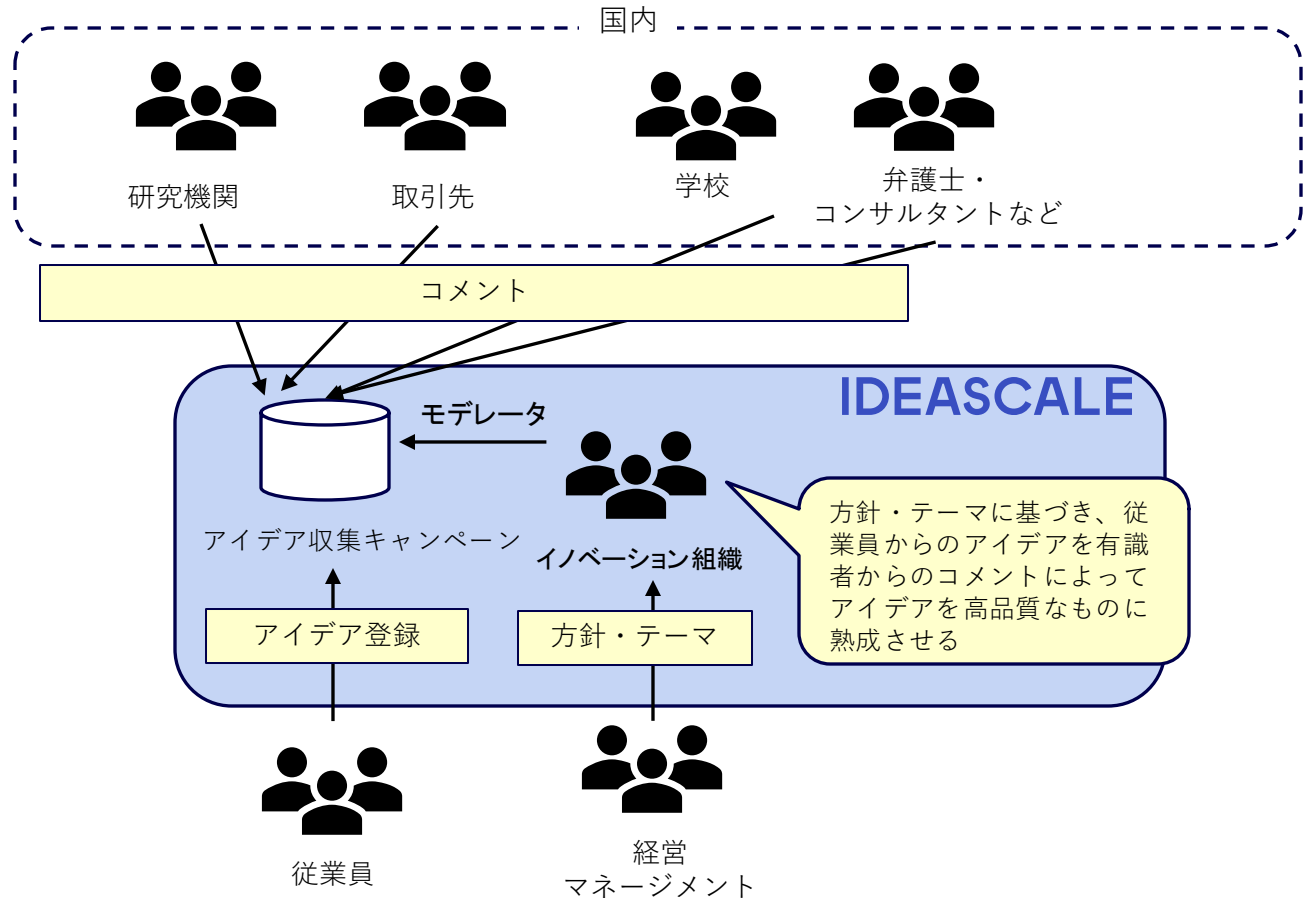 国内
研究機関
取引先
学校
弁護士・
コンサルタントなど
コメント
IDEASCALE
モデレータ
アイデア収集キャンペーン
イノベーション組織
方針・テーマに基づき、従
業員からのアイデアを有識
者からのコメントによって
アイデアを高品質なものに
熟成させる
アイデア登録
方針・テーマ
従業員
経営
マネージメント